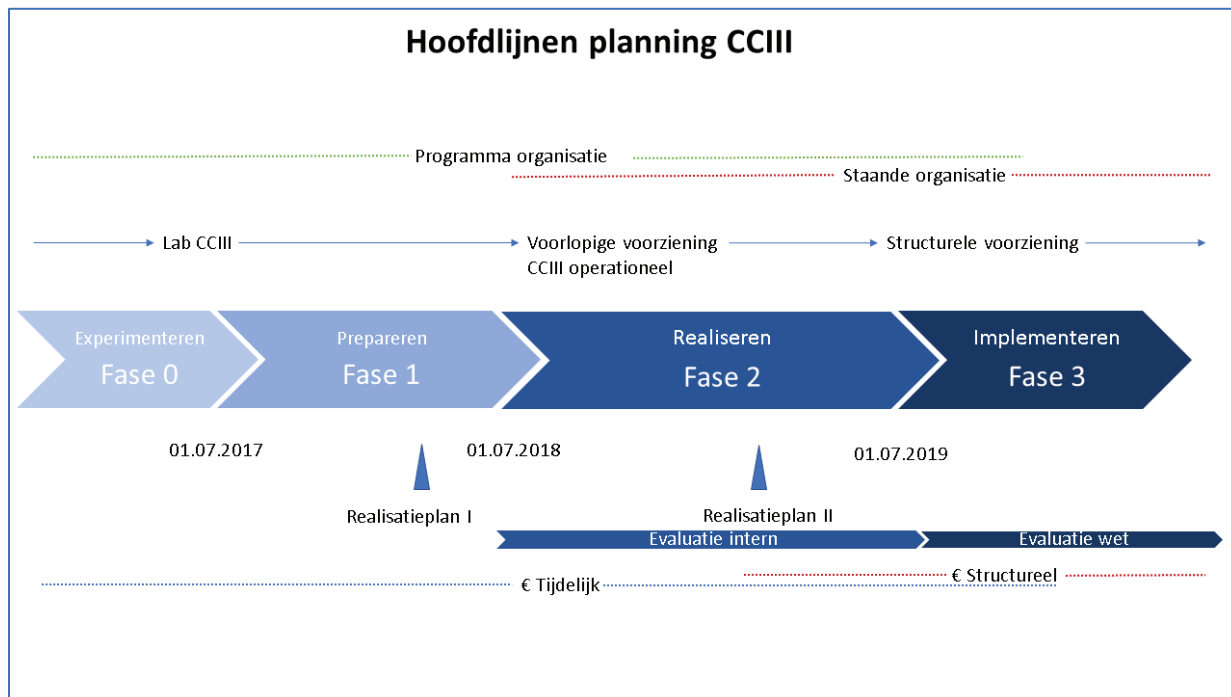 Hoofdlijnen planning CCIII
Programma organisatie
Staande organisatie
Lab CCIII
Voorlopige voorziening
CCIII operationeel
Structurele voorziening
Experimenteren
Fase 0
Prepareren
Fase 1
Realiseren
Fase 2
Implementeren
Fase 3
01.07.2017
01.07.2018
01.07.2019
Realisatieplan I
Realisatieplan II
Evaluatie intern
Evaluatie wet
€ Tijdelijk
€ Structureel